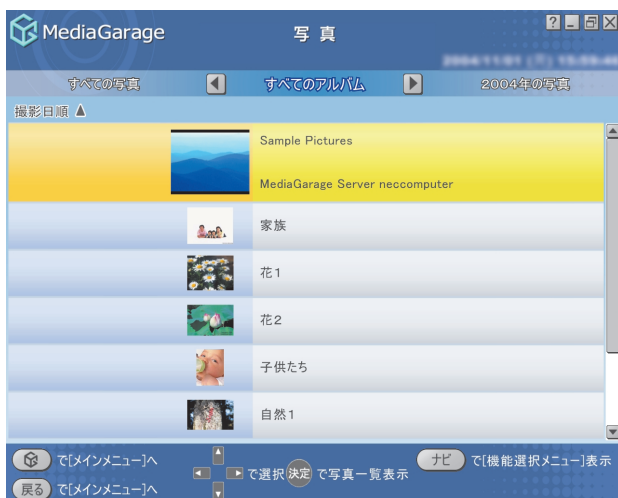 MediaGarage
写真
? _
すべての写真 ◀ すべてのアルバム ▶ 2004年の写真
撮影日順 ▲
Sample Pictures
MediaGarage Server neccomputer
家族
花1
花2
子供たち
自然1
で[メインメニュー]へ
戻る で[メインメニュー]へ
で選択 決定 で写真一覧表示
ナビ で[機能選択メニュー]表示